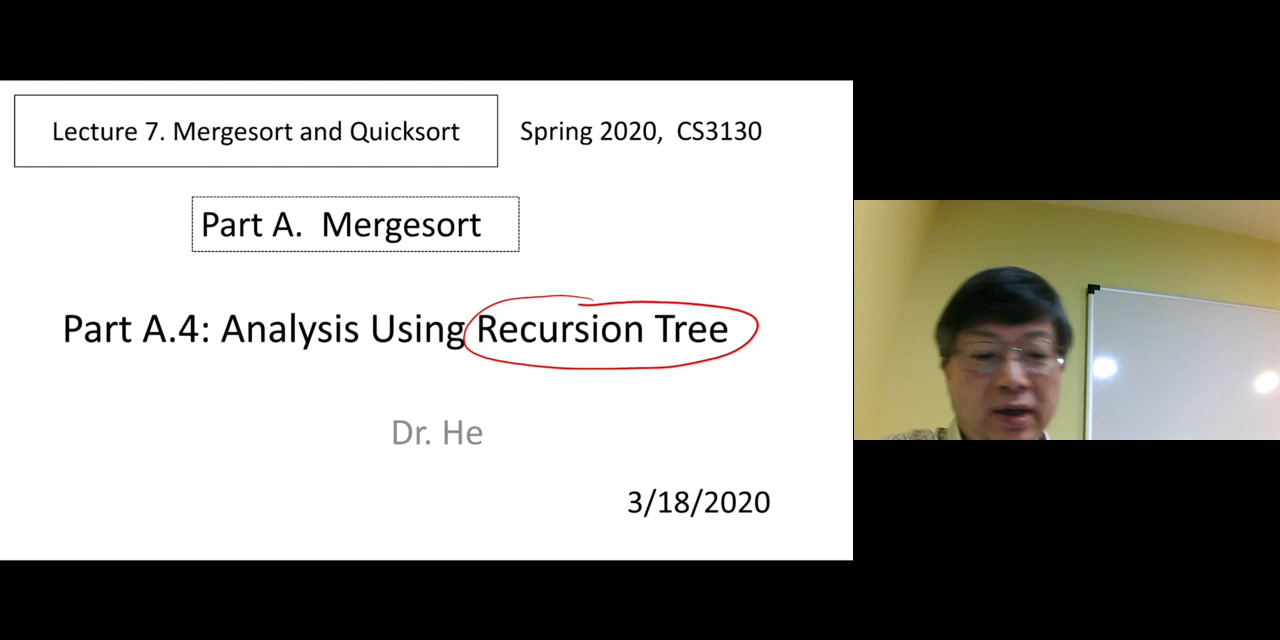 Lecture 7. Mergesort and Quicksort
Spring 2020,  CS3130
Part A.  Mergesort
Part A.4: Analysis Using Recursion Tree
Dr. He
3/18/2020